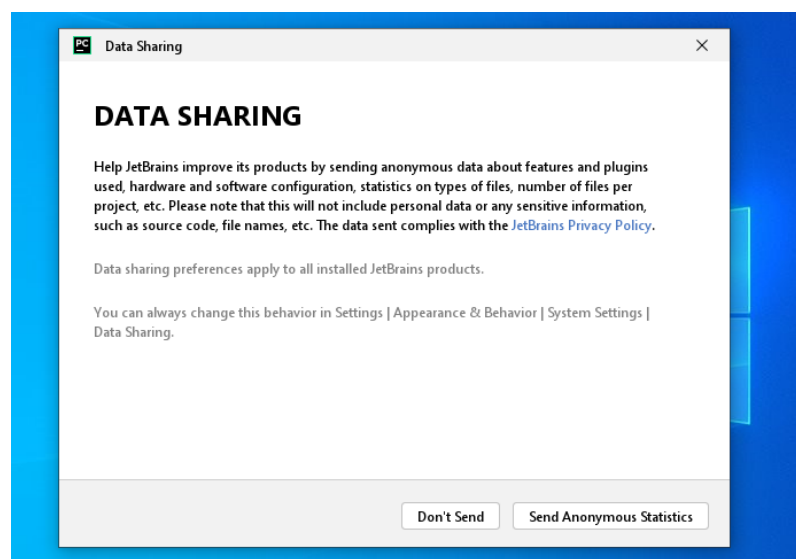 PC Data Sharing
DATA SHARING
Help JetBrains improve its products by sending anonymous data about features and plugins
used, hardware and software configuration, statistics on types of files, number of files per
project, etc. Please note that this will not include personal data or any sensitive information,
such as source code, file names, etc. The data sent complies with the JetBrains Privacy Policy.
Data sharing preferences apply to all installed JetBrains products.
You can always change this behavior in Settings | Appearance & Behavior | System Settings |
Data Sharing.
Don't Send Send Anonymous Statistics